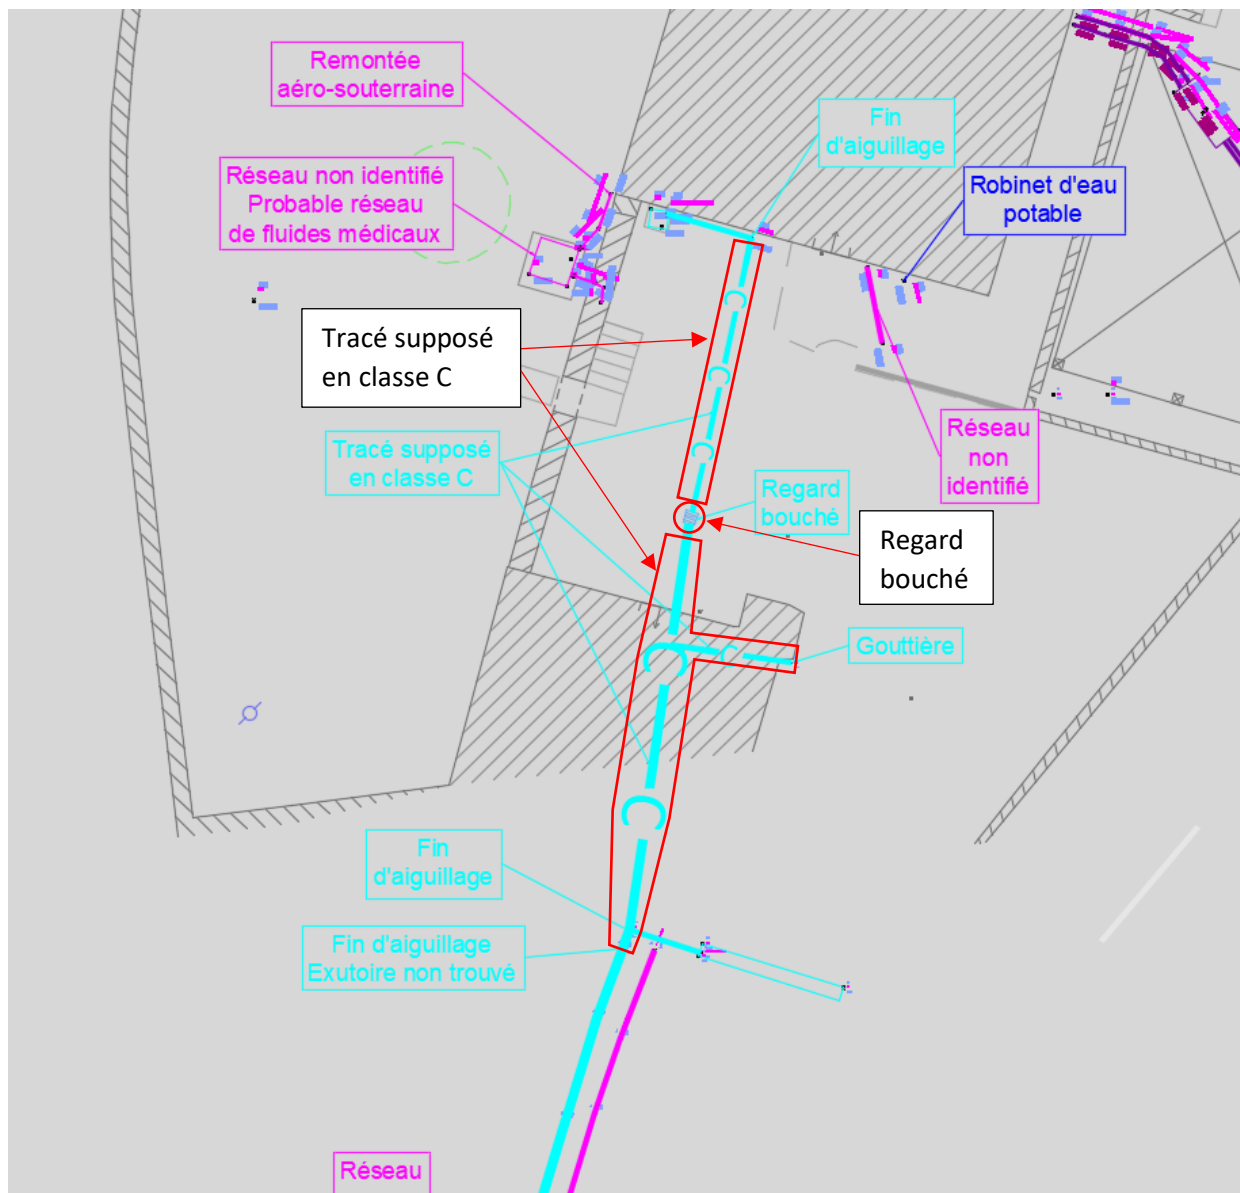 Remontée
aéro-souterraine
Fin
d'aiguillage
Réseau non identifié
Probable réseau
de fluides médicaux
Robinet d'eau
potable
Tracé supposé
en classe C
C
C
C
Tracé supposé
en classe C
Réseau
non
identifié
Regard
bouché
Regard
bouché
C
C
Gouttière
C
Fin
d'aiguillage
Fin d'aiguillage
Exutoire non trouvé
Réseau